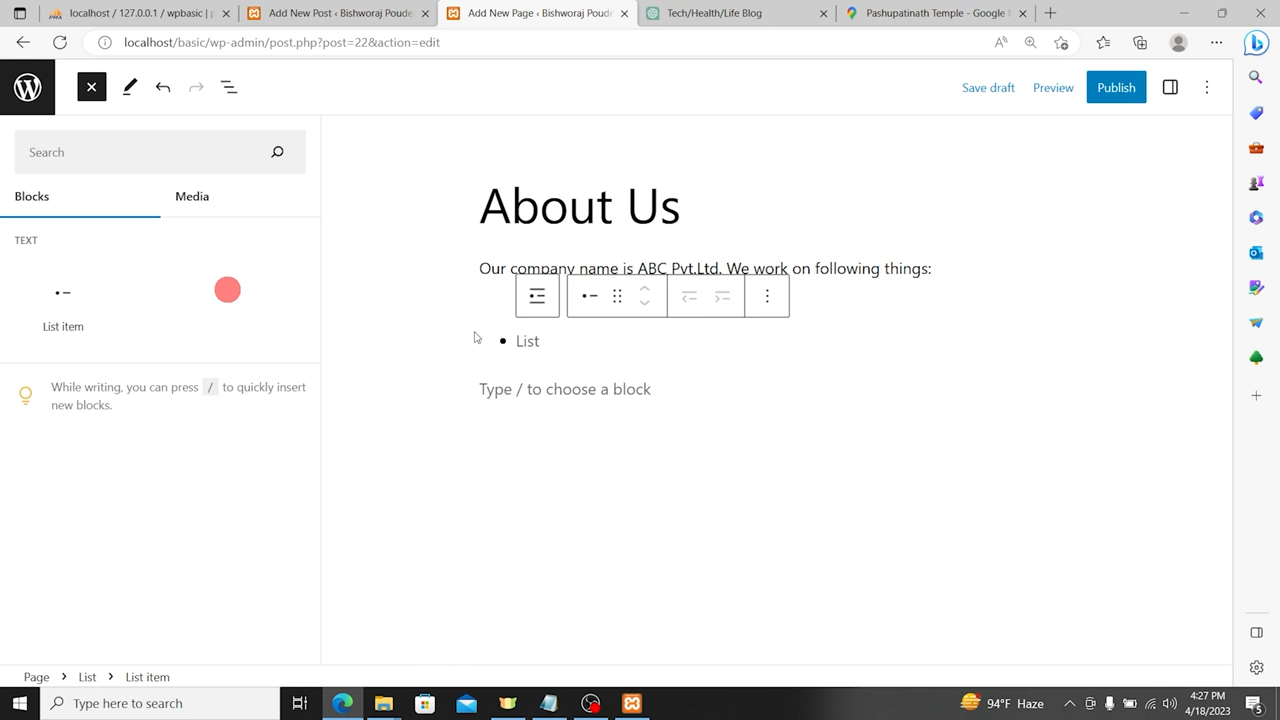 localhost / 127.0.0.1 / wpbasic | p
Add New Post ‹ Bishworaj Poude
Add New Page ‹ Bishworaj Poude
Tech/Health/Life Blog
Pashupatinath Temple - Google
localhost/basic/wp-admin/post.php?post=22&action=edit
Save draft
Preview
Publish
Search
Blocks
Media
TEXT
List item
While writing, you can press / to quickly insert
new blocks.
About Us
Our company name is ABC Pvt.Ltd. We work on following things:
• List
Type / to choose a block
Page > List > List item
Type here to search
94°F Haze
4:27 PM
4/18/2023
5